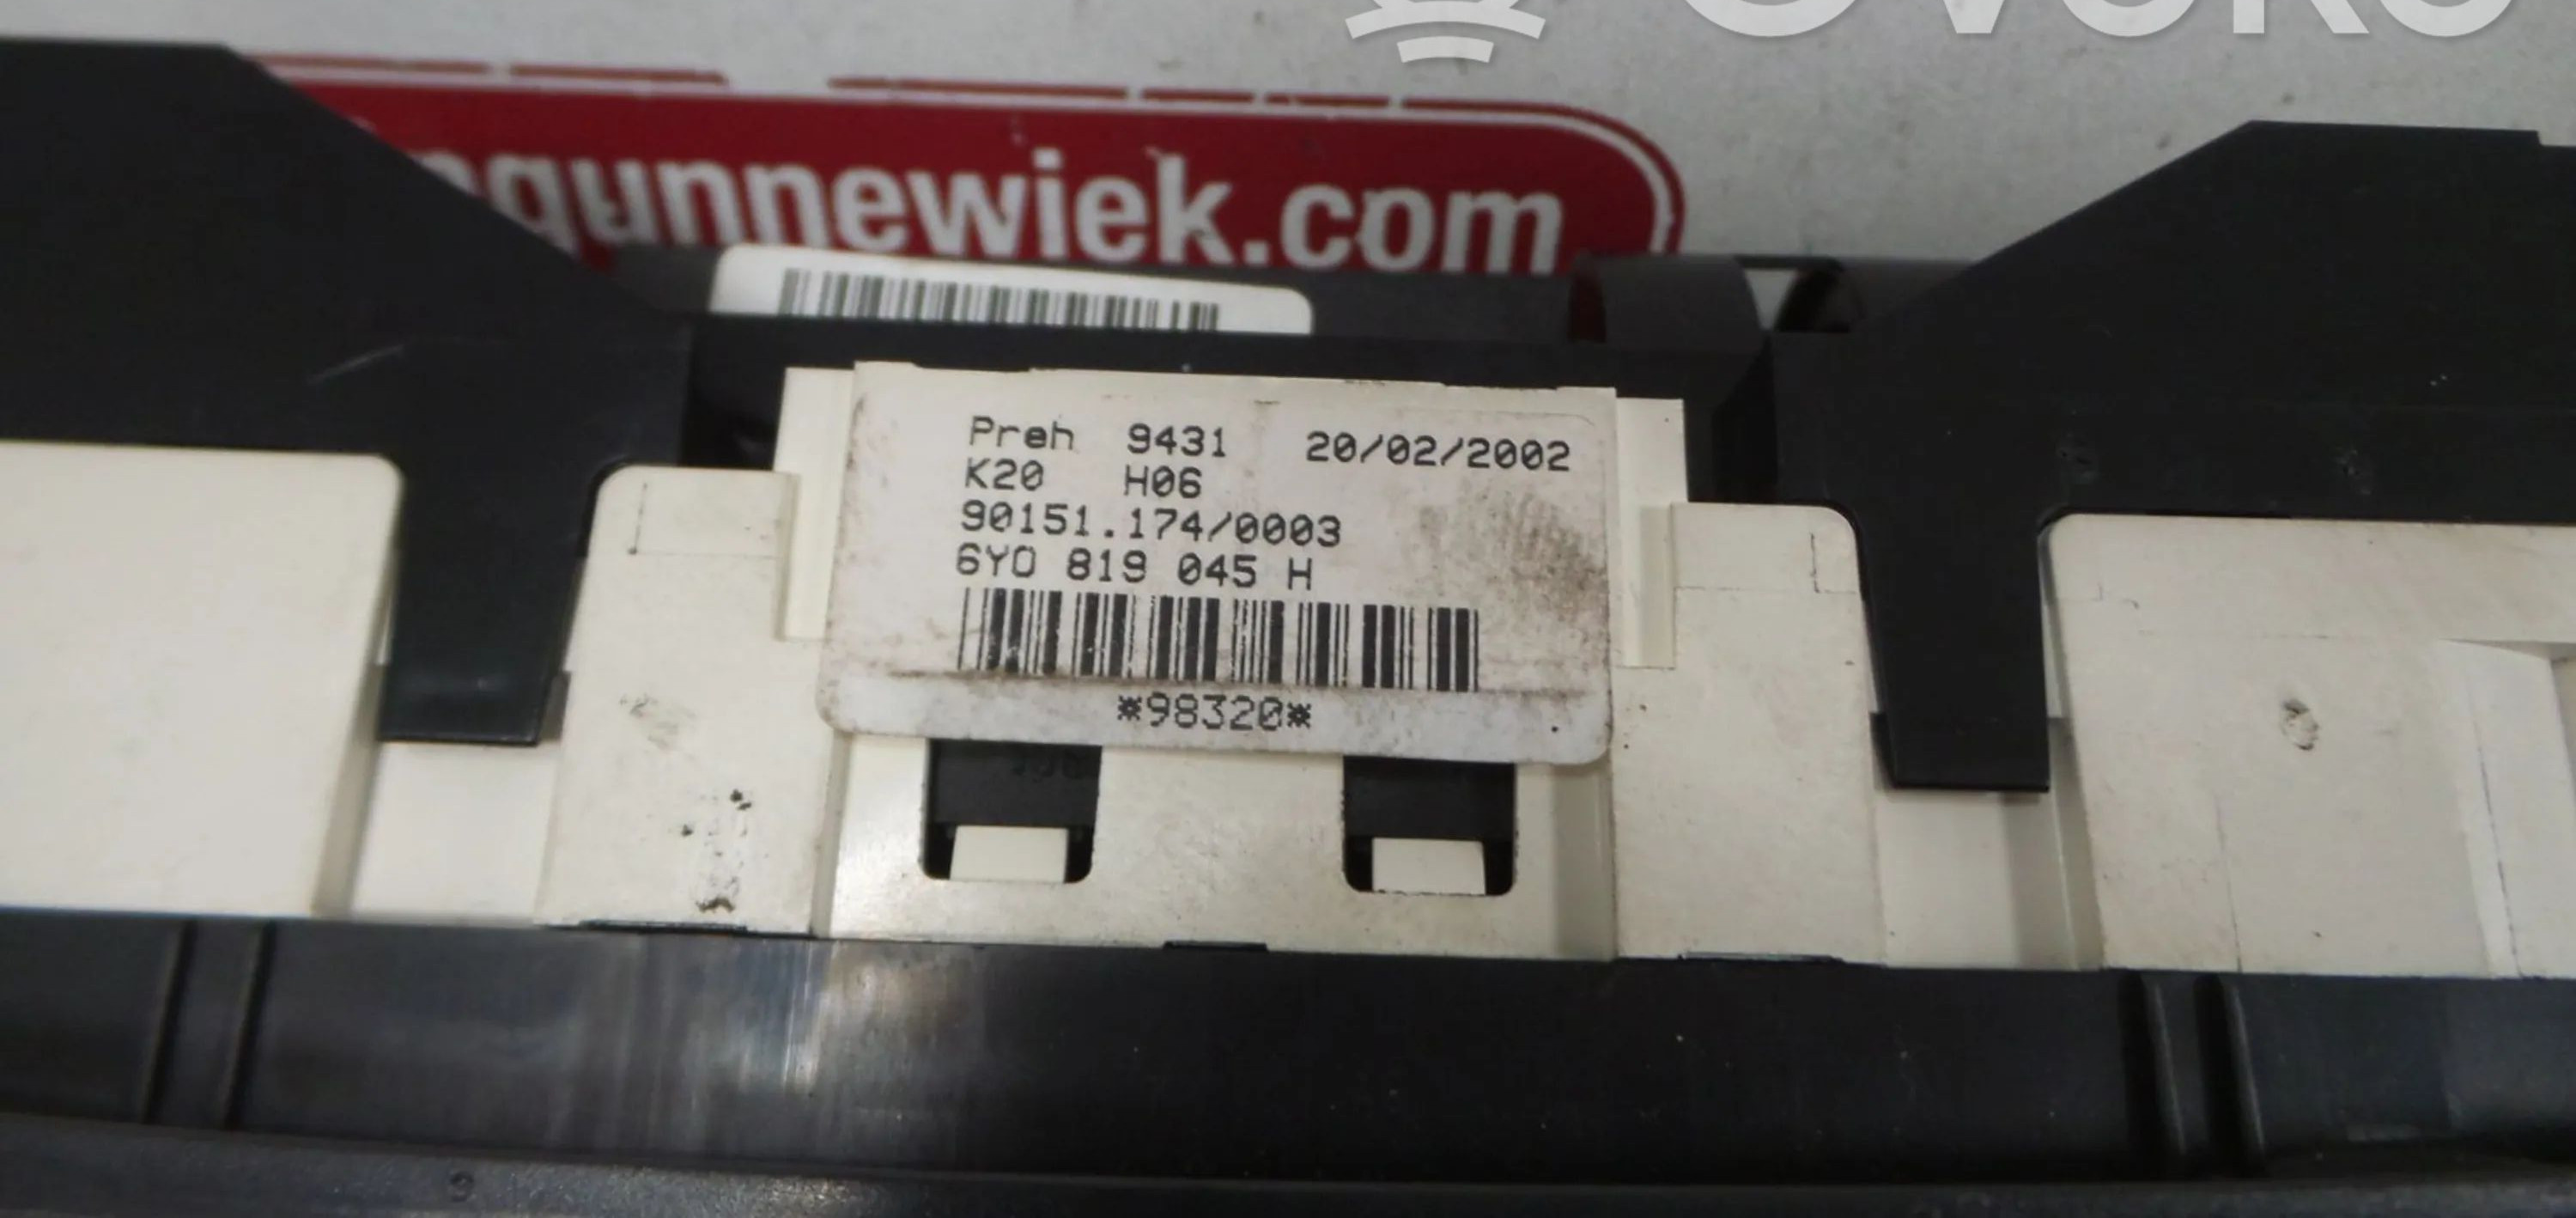 gunnewiek.com
Preh 9431 20/02/2002
K20 H06
90151.174/0003
6Y0 819 045 H
*98320*